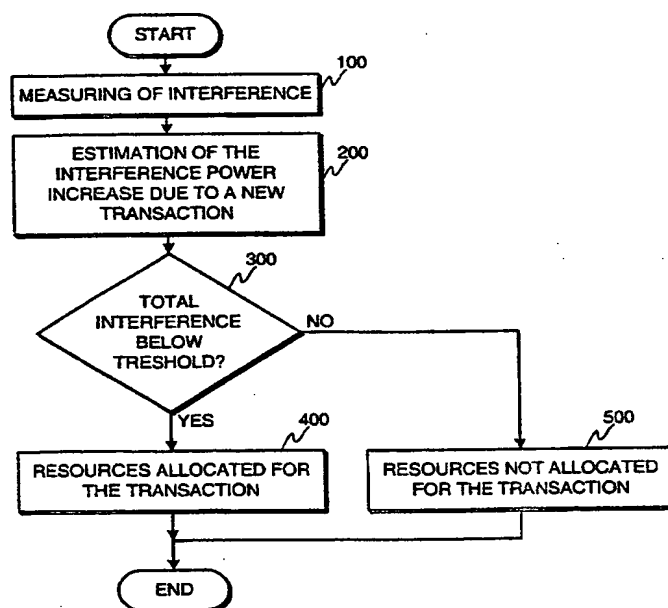 START
100
MEASURING OF INTERFERENCE
200
ESTIMATION OF THE
INTERFERENCE POWER
INCREASE DUE TO A NEW
TRANSACTION
300
TOTAL
INTERFERENCE
BELOW
TRESHOLD?
NO
YES
400
RESOURCES ALLOCATED FOR
THE TRANSACTION
500
RESOURCES NOT ALLOCATED
FOR THE TRANSACTION
END